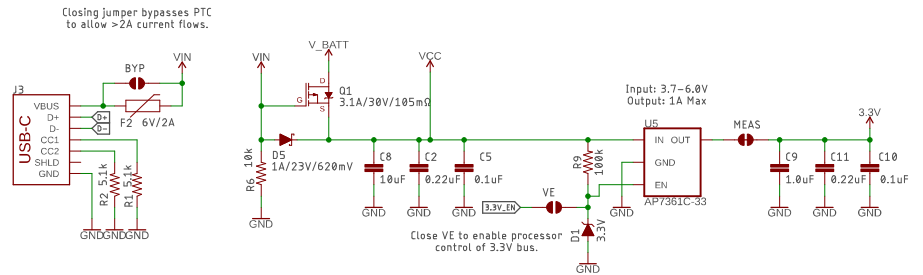 Closing jumper bypasses PTC
to allow >2A current flows.
VIN
BYP
J3
USB-C
VBUS
D+
D-
CC1
CC2
SHLD
GND
D+
D-
F2 6V/2A
R2 5.1k
R1 5.1k
GND
GND
GND
VIN
V_BATT
VCC
D
G
S
Q1
3.1A/30V/105mΩ
D5
1A/23V/620mV
R6 10k
GND
C8
10uF
GND
C2
0.22uF
GND
C5
0.1uF
GND
R9 100k
VE
3.3V_EN
D1 3.3V
GND
Close VE to enable processor
control of 3.3V bus.
Input: 3.7-6.0V
Output: 1A Max
U5
IN OUT
GND
EN
AP7361C-33
GND
MEAS
3.3V
C9
1.0uF
GND
C11
0.22uF
GND
C10
0.1uF
GND